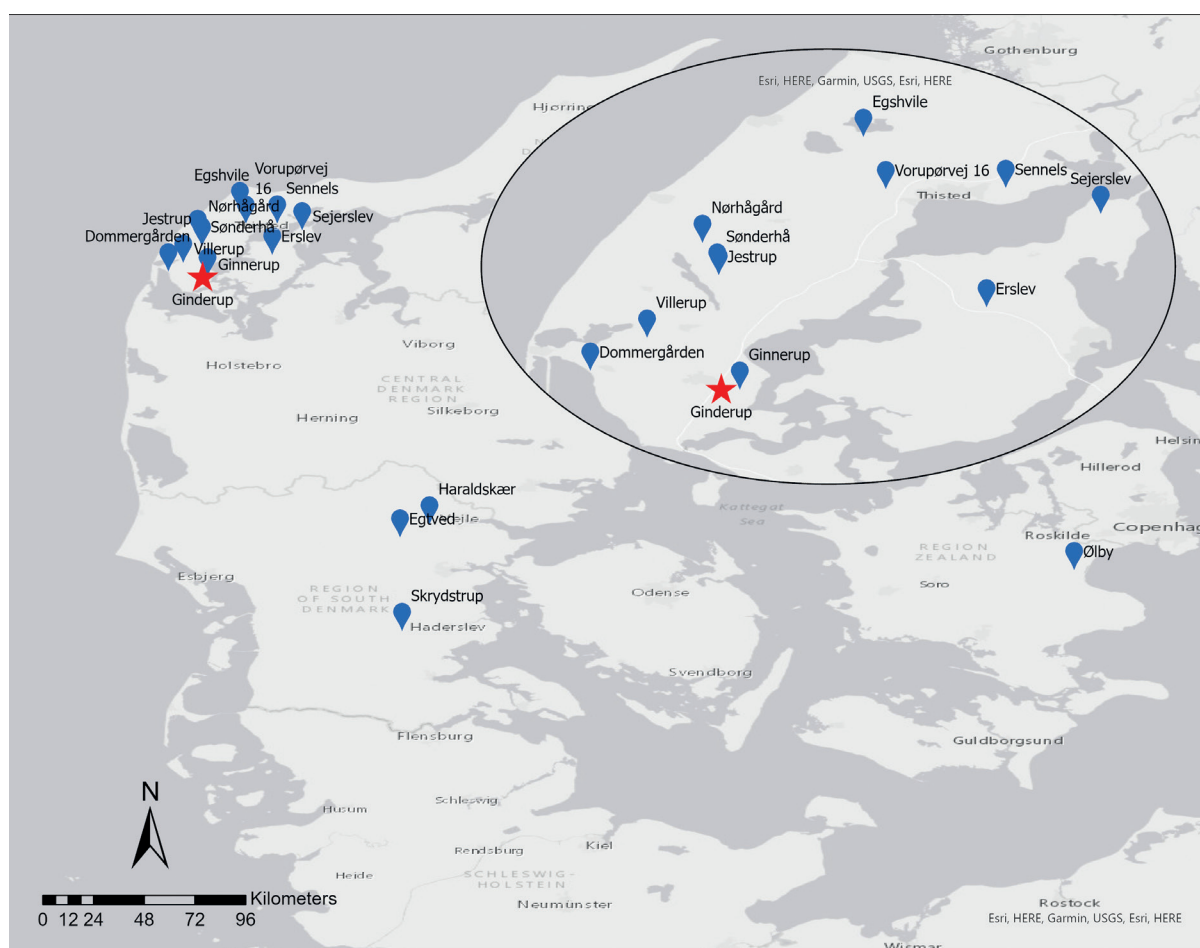 Gothenburg
Esri, HERE, Garmin, USGS, Esri, HERE
Hjørring
Egshvile
Vorupørvej 16
Sennels
Thisted
Sejerslev
Nørhågård
Sønderhå
Jestrup
Erslev
Villerup
Dommergården
Ginnerup
Ginderup
Egshvile
Vorupørvej
16
Sennels
Nørhågård
Jestrup
Sejerslev
Sønderhå
Dommergården
Erslev
Villerup
Ginnerup
Ginderup
Viborg
Holstebro
CENTRAL
DENMARK
REGION
Silkeborg
Herning
Helsin
Hillerod
Haraldskær
Egtved
Kattegat
Sea
Copenhag
Roskilde
REGION
ZEALAND
Ølby
Esbjerg
Soro
REGION
OF SOUTH
DENMARK
Skrydstrup
Odense
Haderslev
Svendborg
Flensburg
Guldborgsund
N
Husum
Schleswig
Rendsburg
Kiel
Heide
SCHLESWIG-
HOLSTEIN
Neumünster
Kilometers
0 12 24 48 72 96
Rostock
Esri, HERE, Garmin, USGS, Esri, HERE
Wismar